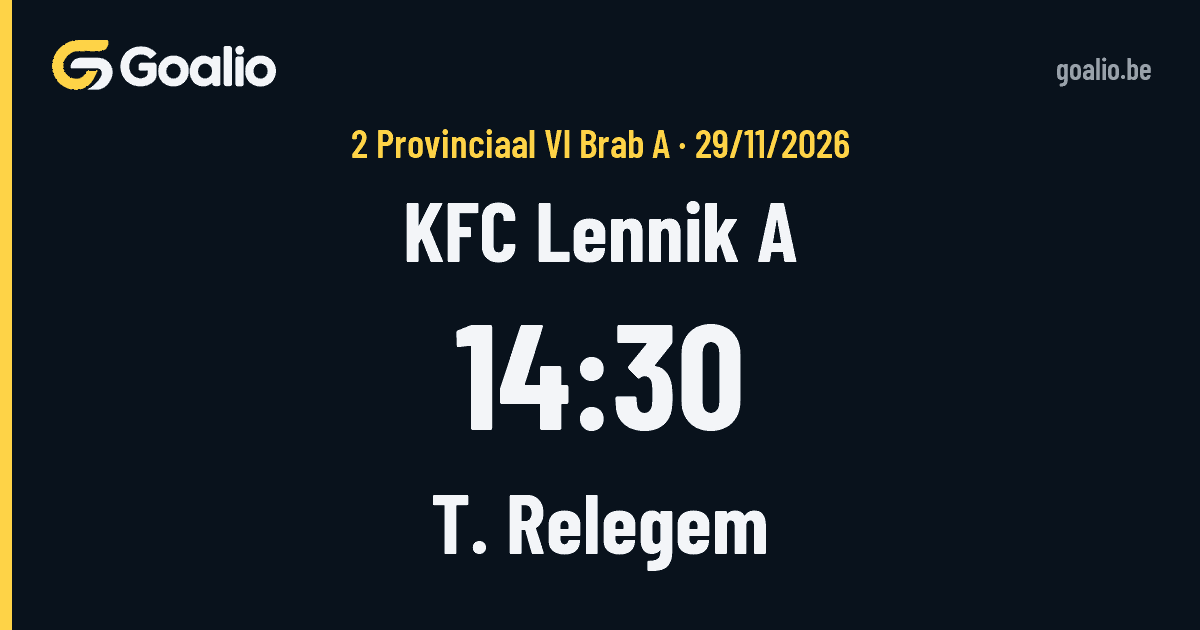 Goalio
goalio.be
2 Provinciaal Vl Brab A · 29/11/2026
KFC Lennik A
14:30
T. Relegem